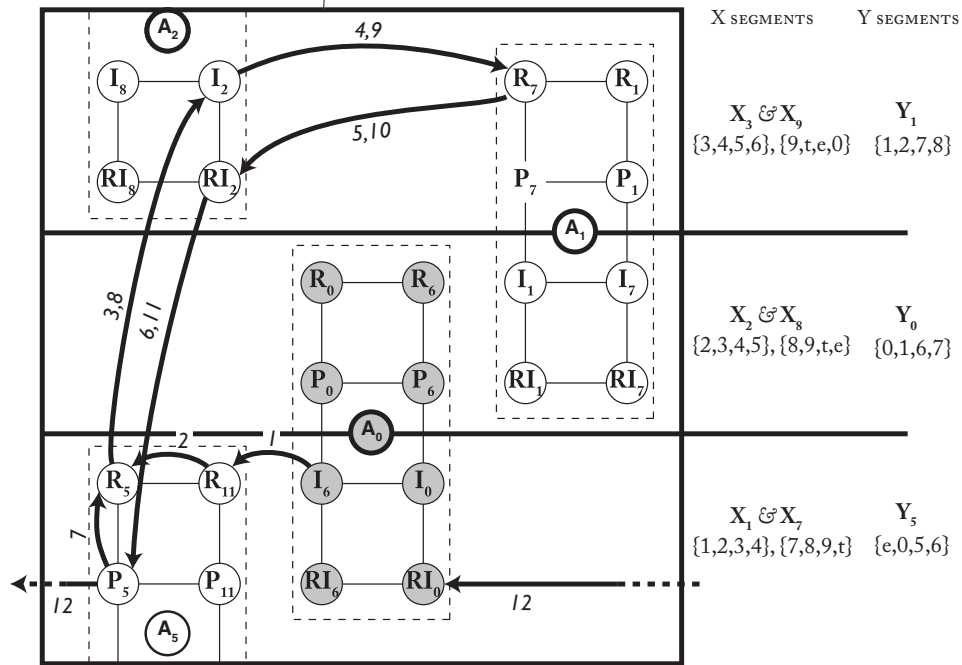 X SEGMENTS Y SEGMENTS
A₂
4,9
I₈ I₂ R₇ R₁
X₃ & X₉ Y₁
{3,4,5,6}, {9,t,e,0} {1,2,7,8}
5,10
RI₈ RI₂ P₇ P₁
A₁
3,8 6,11
R₀ R₆ I₁ I₇
X₂ & X₈ Y₀
{2,3,4,5}, {8,9,t,e} {0,1,6,7}
P₀ P₆ RI₁ RI₇
A₀
2 1
R₅ R₁₁ I₆ I₀
X₁ & X₇ Y₅
{1,2,3,4}, {7,8,9,t} {e,0,5,6}
7
P₅ P₁₁ RI₆ RI₀
12 12
A₅